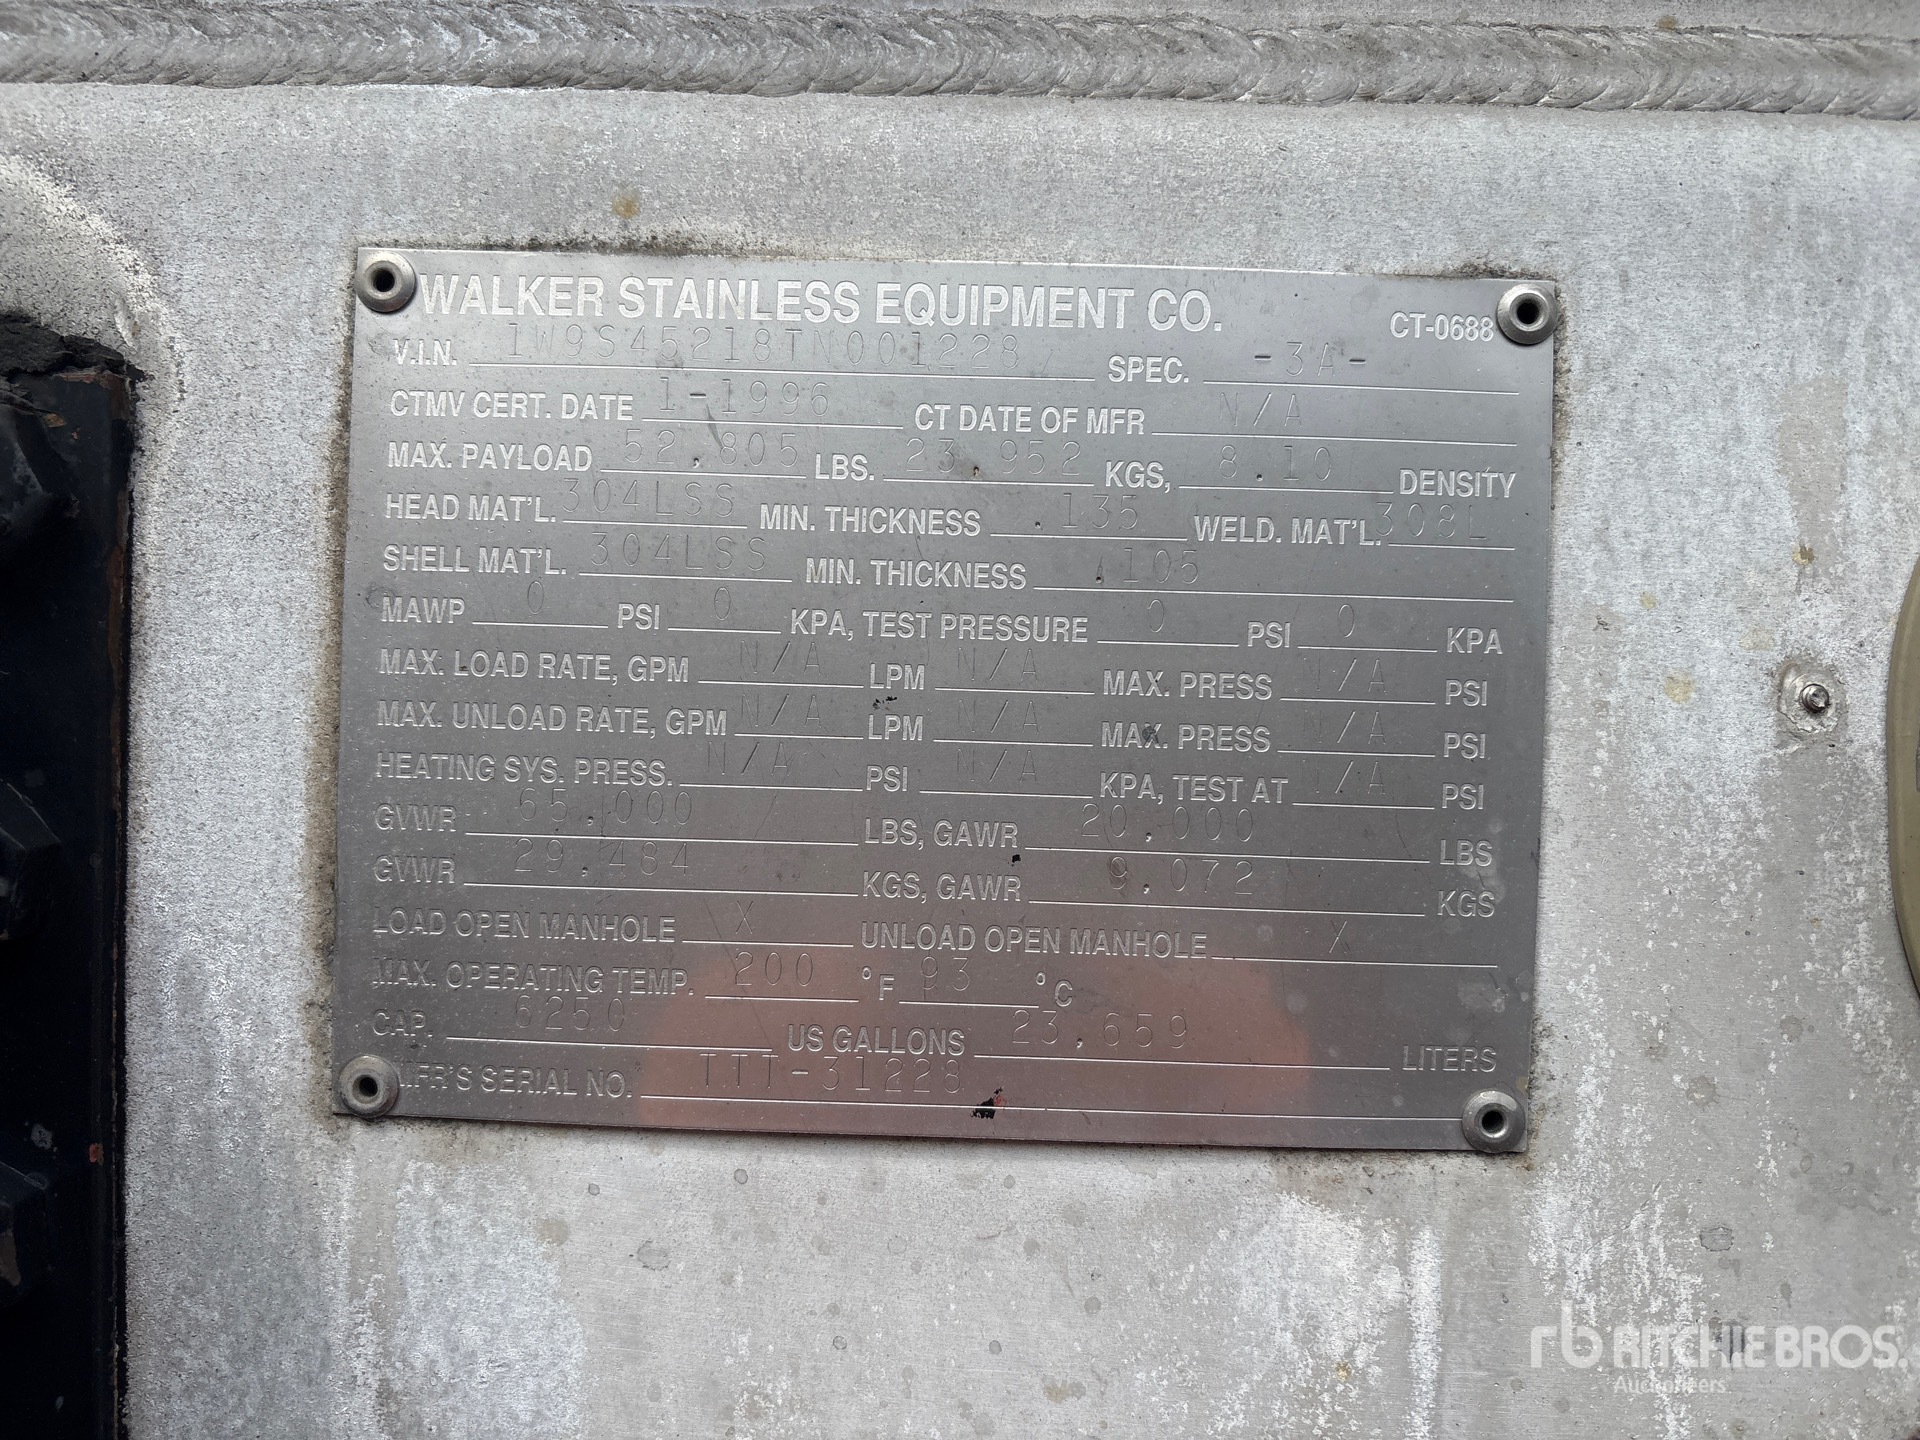 WALKER STAINLESS EQUIPMENT CO. CT-0688
V.I.N. 1W9S45218TN001228 SPEC. -3A-
CTMV CERT. DATE 1-1996 CT DATE OF MFR N/A
MAX. PAYLOAD 52,805 LBS. 23,952 KGS, 8.10 DENSITY
HEAD MAT'L. 304LSS MIN. THICKNESS .135 WELD. MAT'L. 308L
SHELL MAT'L. 304LSS MIN. THICKNESS .105
MAWP 0 PSI 0 KPA, TEST PRESSURE 0 PSI 0 KPA
MAX. LOAD RATE, GPM N/A LPM N/A MAX. PRESS N/A PSI
MAX. UNLOAD RATE, GPM N/A LPM N/A MAX. PRESS N/A PSI
HEATING SYS. PRESS. N/A PSI N/A KPA, TEST AT N/A PSI
GVWR 65,000 LBS, GAWR 20,000 LBS
GVWR 29,484 KGS, GAWR 9,072 KGS
LOAD OPEN MANHOLE X UNLOAD OPEN MANHOLE X
MAX. OPERATING TEMP. 200 °F 93 °C
CAP. 6250 US GALLONS 23,659 LITERS
MFR'S SERIAL NO. TTT-31228
rb RITCHIE BROS.
Auctioneers